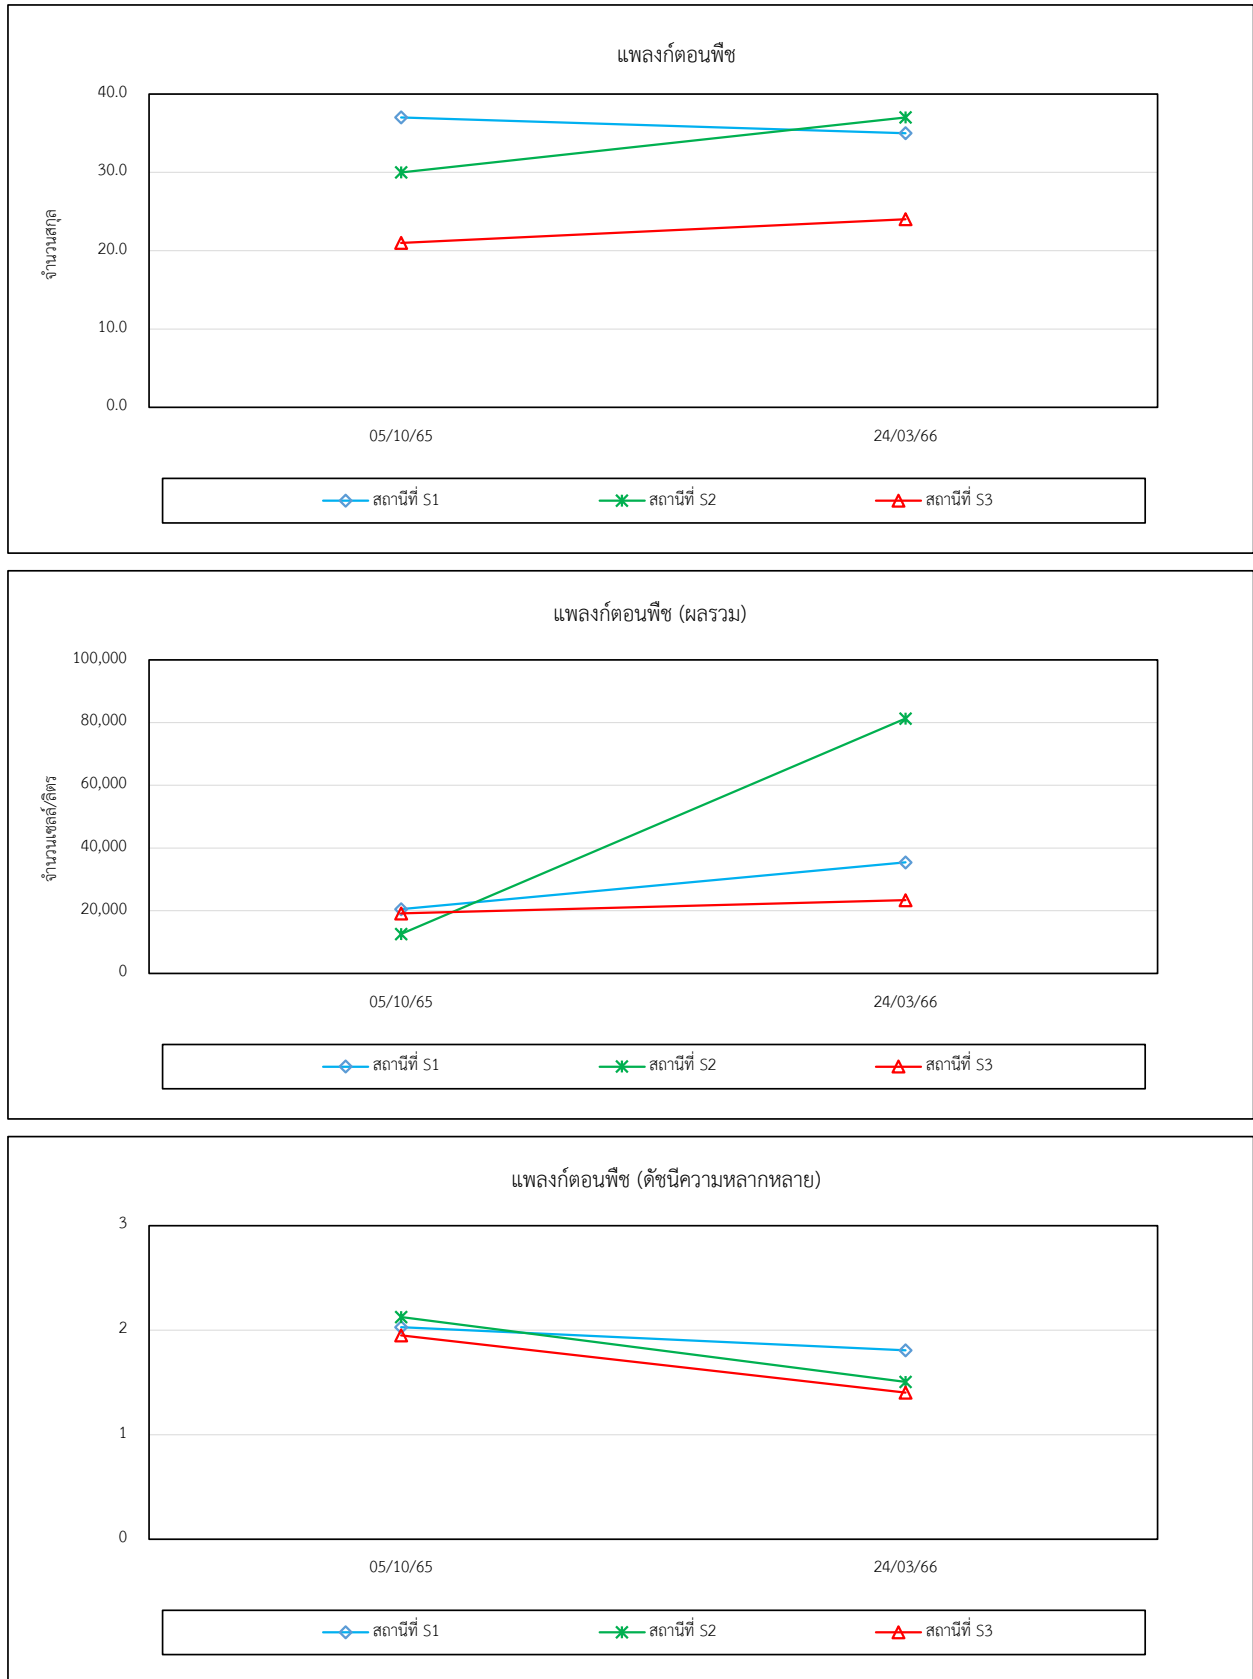 แพลงก์ตอนพืช
จำนวนสกุล
40.0
30.0
20.0
10.0
0.0
05/10/65 24/03/66
สถานีที่ S1 สถานีที่ S2 สถานีที่ S3
แพลงก์ตอนพืช (ผลรวม)
จำนวนเซลล์/ลิตร
100,000
80,000
60,000
40,000
20,000
0
05/10/65 24/03/66
สถานีที่ S1 สถานีที่ S2 สถานีที่ S3
แพลงก์ตอนพืช (ดัชนีความหลากหลาย)
3
2
1
0
05/10/65 24/03/66
สถานีที่ S1 สถานีที่ S2 สถานีที่ S3